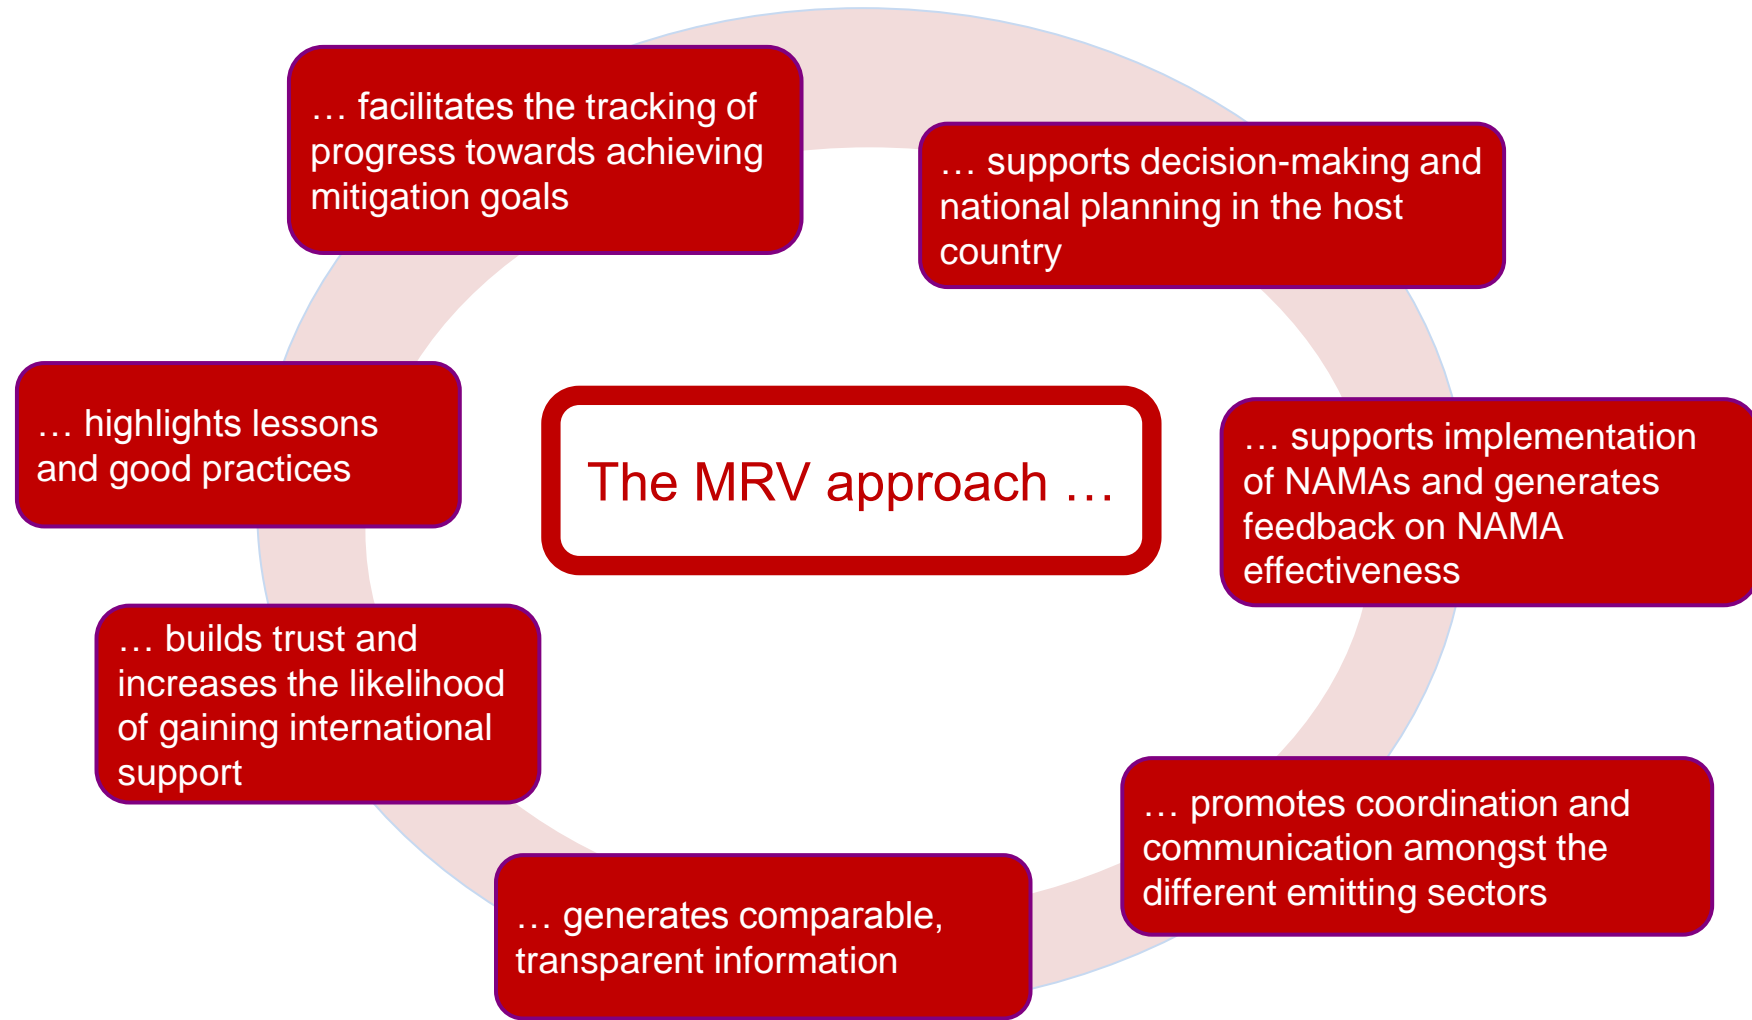 … facilitates the tracking of
progress towards achieving
mitigation goals
… supports decision-making and
national planning in the host
country
… highlights lessons
and good practices
The MRV approach …
… supports implementation
of NAMAs and generates
feedback on NAMA
effectiveness
… builds trust and
increases the likelihood
of gaining international
support
… promotes coordination and
communication amongst the
different emitting sectors
… generates comparable,
transparent information